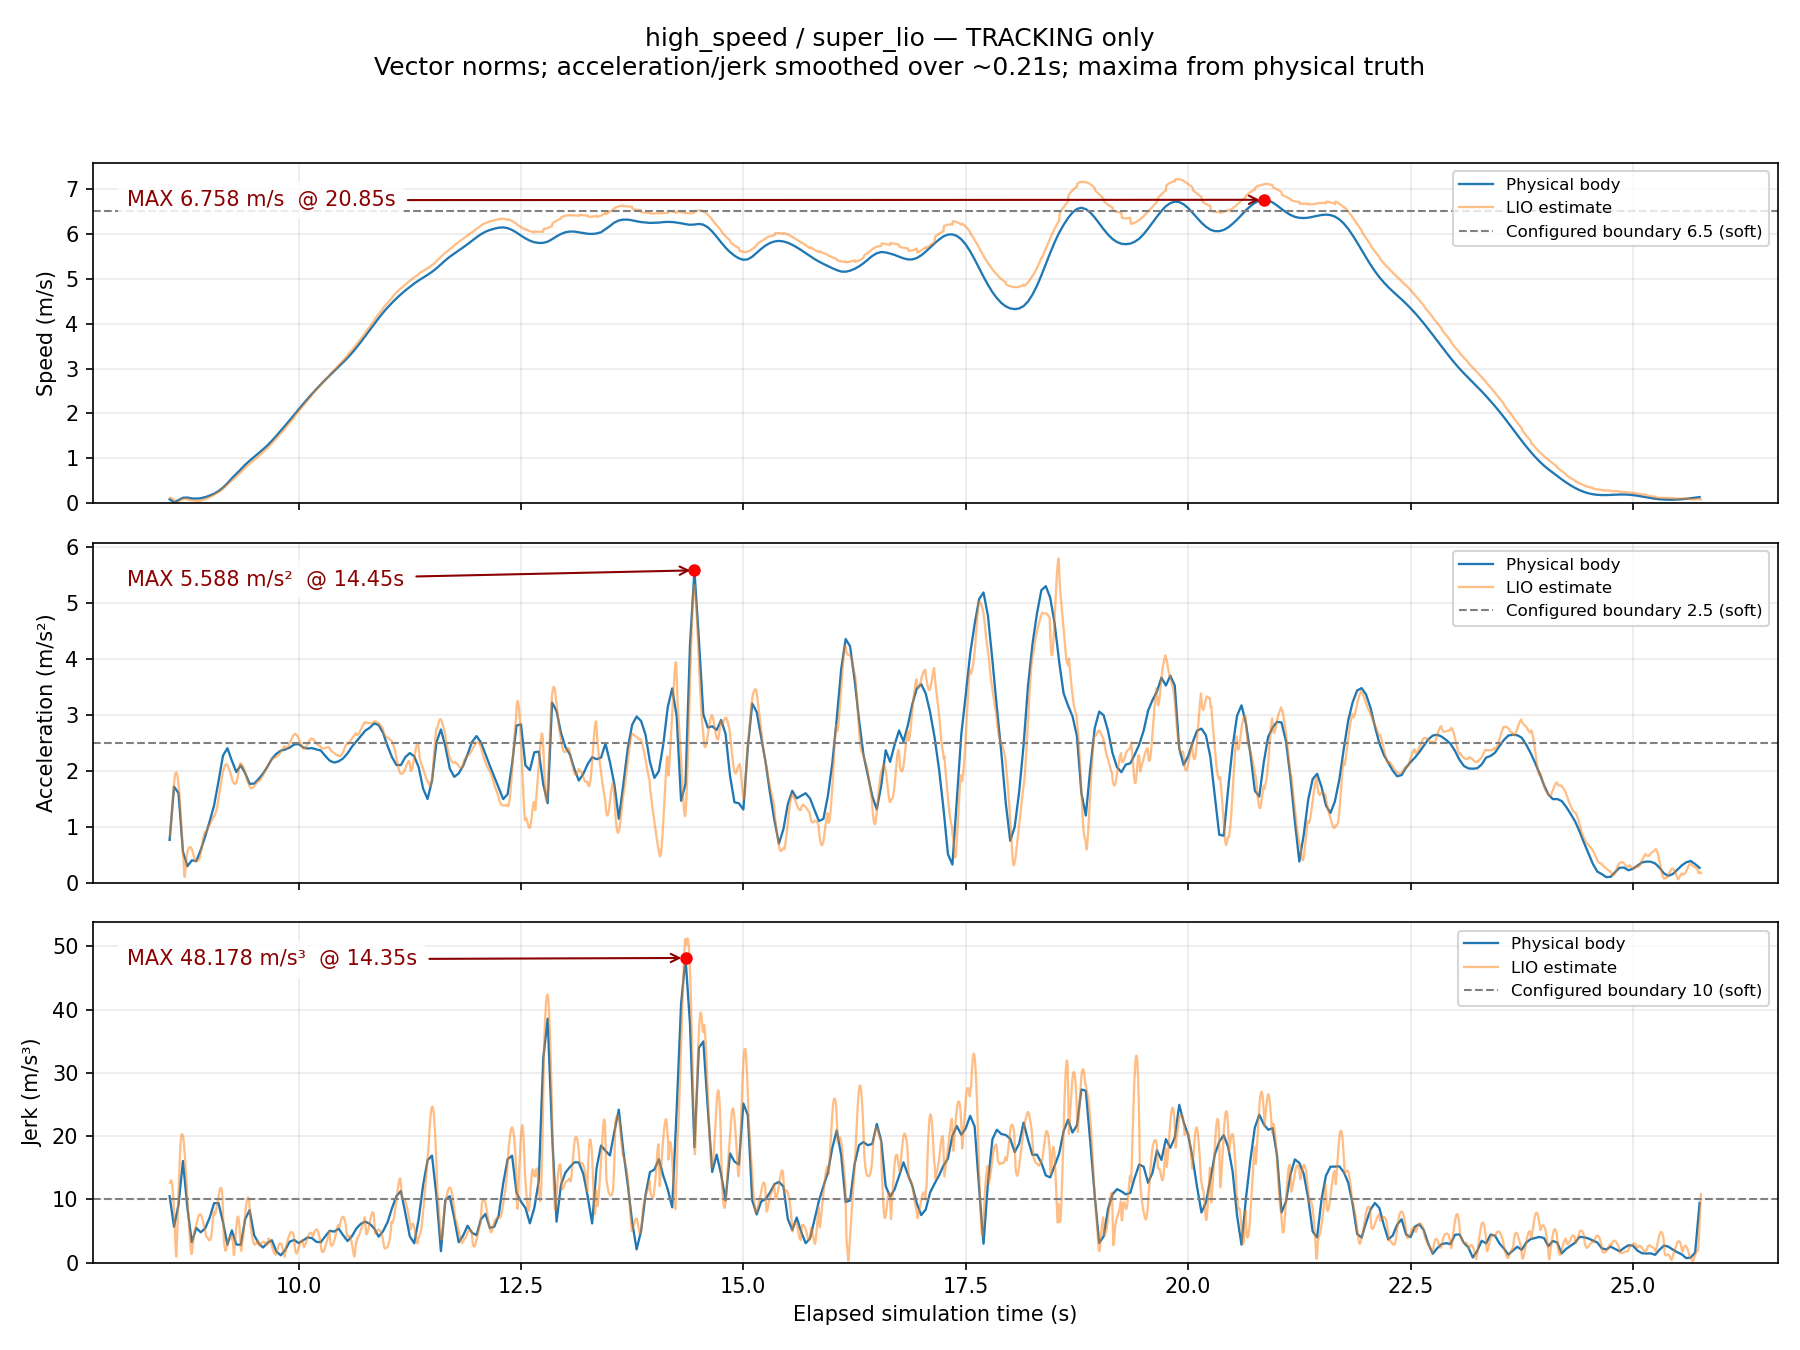 high_speed / super_lio — TRACKING only
Vector norms; acceleration/jerk smoothed over ~0.21s; maxima from physical truth
Speed (m/s)
7
6
5
4
3
2
1
0
MAX 6.758 m/s @ 20.85s
Physical body
LIO estimate
Configured boundary 6.5 (soft)
Acceleration (m/s²)
6
5
4
3
2
1
0
MAX 5.588 m/s² @ 14.45s
Physical body
LIO estimate
Configured boundary 2.5 (soft)
Jerk (m/s³)
50
40
30
20
10
0
MAX 48.178 m/s³ @ 14.35s
Physical body
LIO estimate
Configured boundary 10 (soft)
10.0 12.5 15.0 17.5 20.0 22.5 25.0
Elapsed simulation time (s)